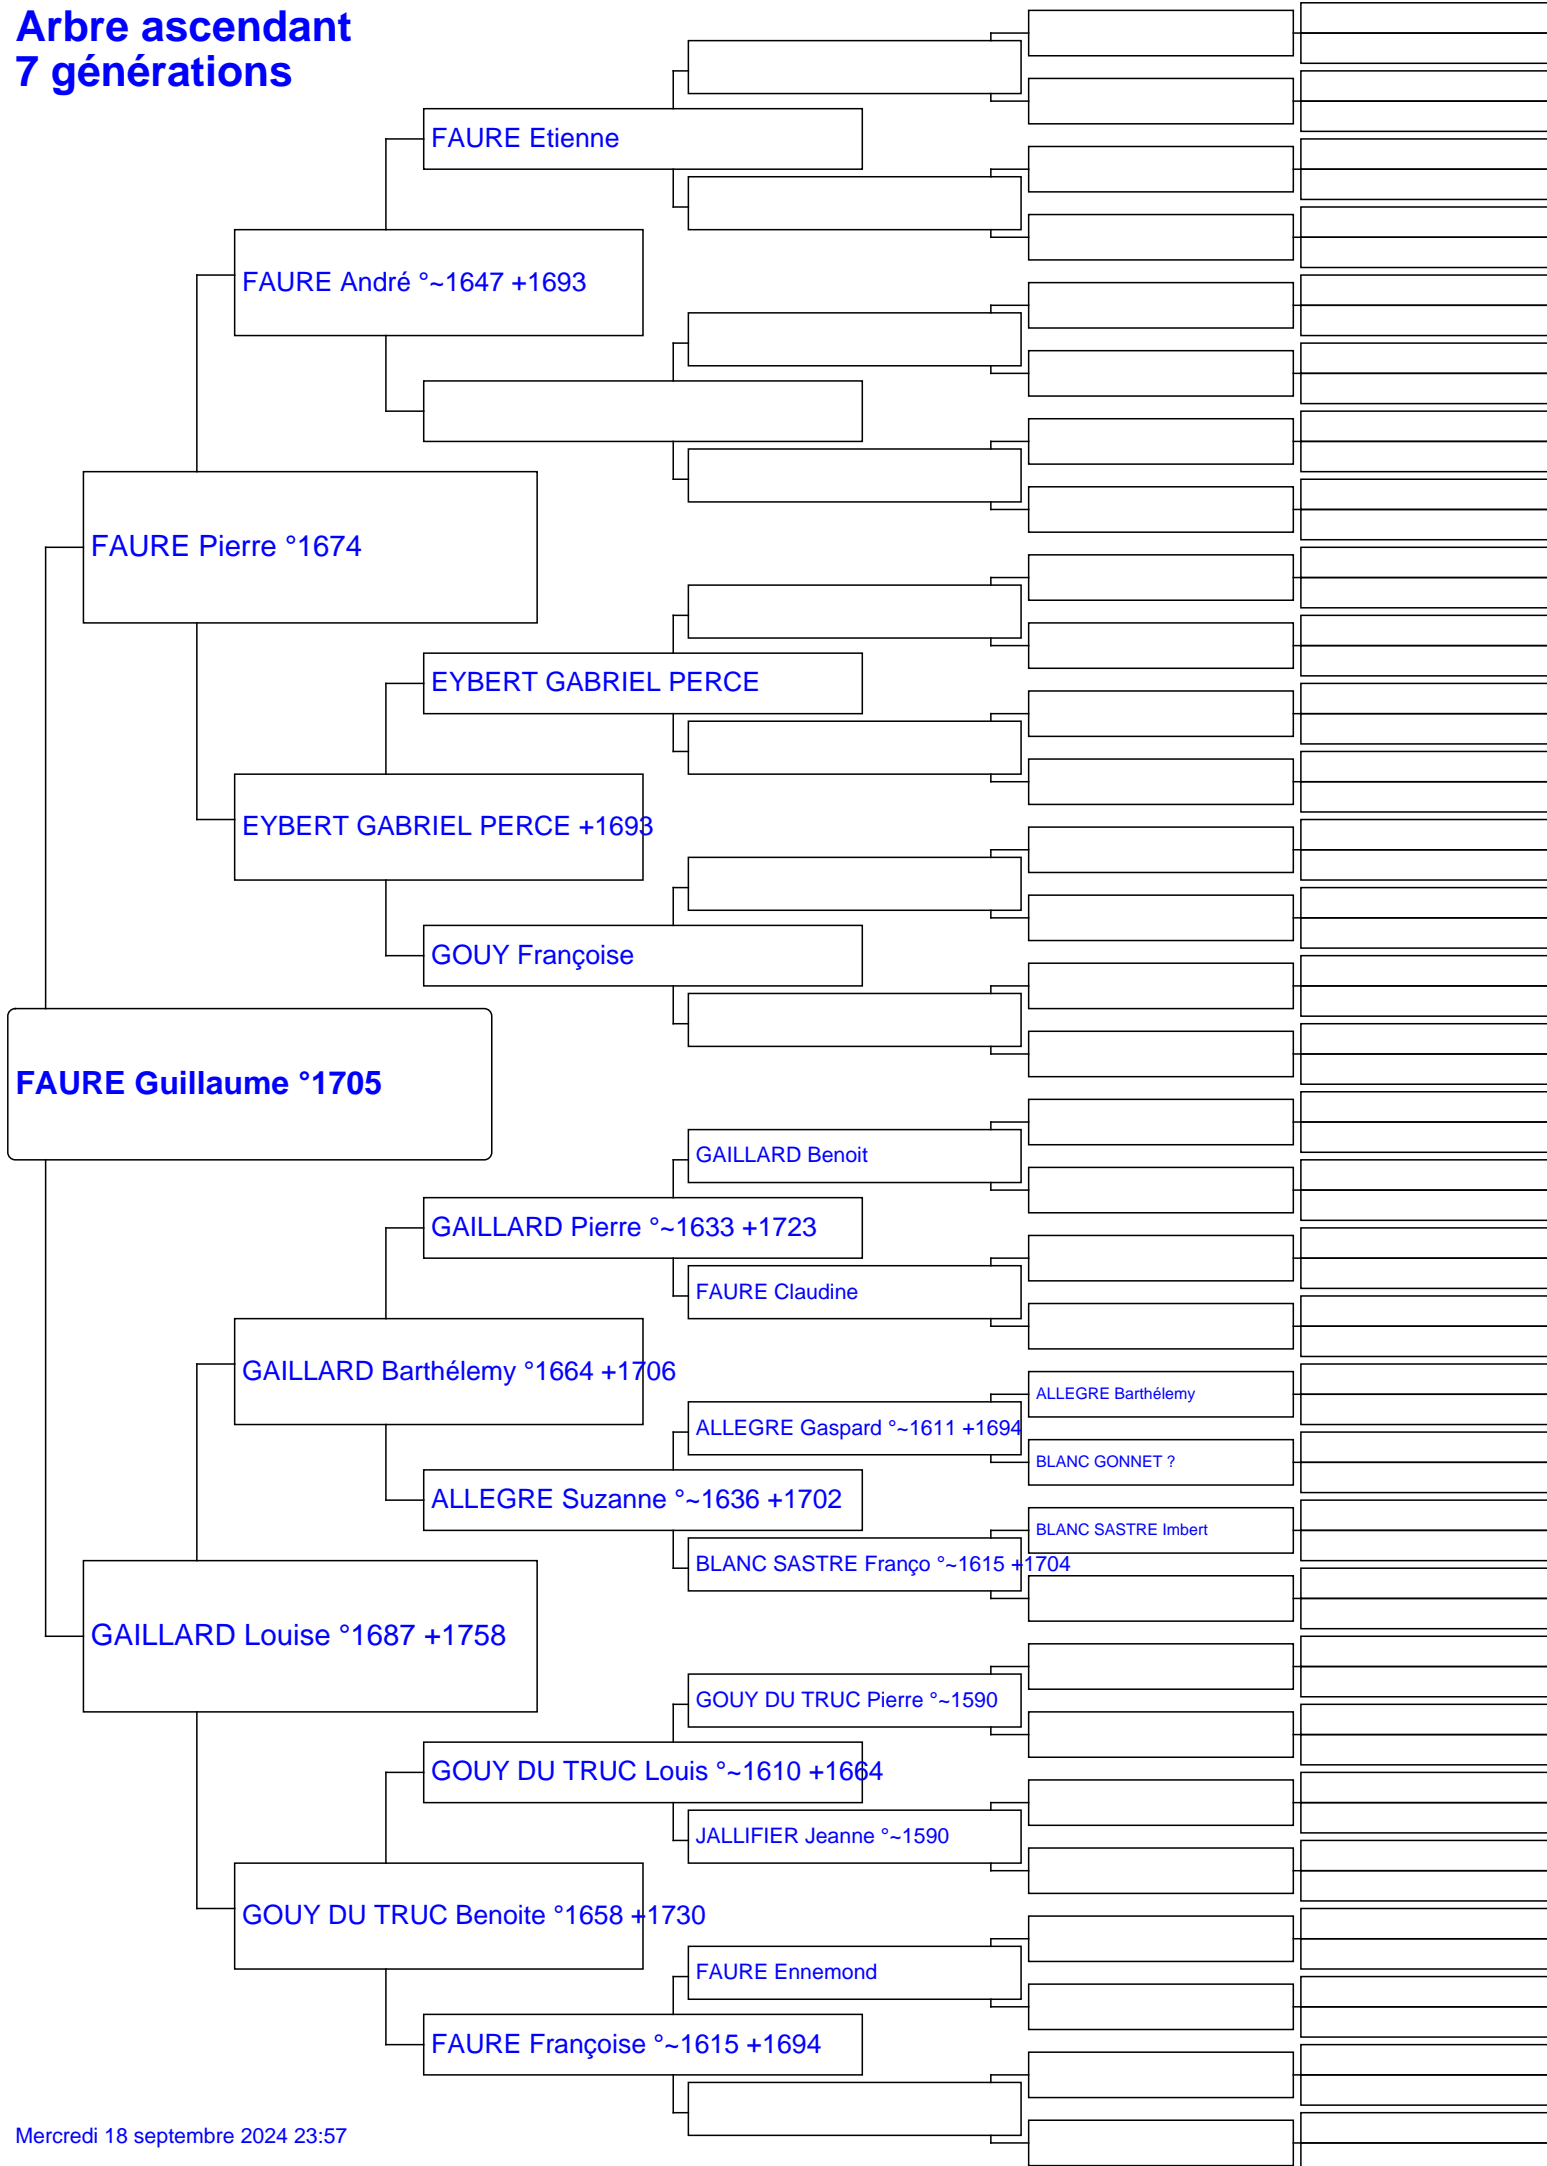 Arbre ascendant
7 générations
FAURE Etienne
FAURE André °~1647 +1693
FAURE Pierre °1674
EYBERT GABRIEL PERCE
EYBERT GABRIEL PERCE +1693
GOUY Françoise
FAURE Guillaume °1705
GAILLARD Benoit
GAILLARD Pierre °~1633 +1723
FAURE Claudine
GAILLARD Barthélemy °1664 +1706
ALLEGRE Barthélemy
ALLEGRE Gaspard °~1611 +1694
BLANC GONNET ?
ALLEGRE Suzanne °~1636 +1702
BLANC SASTRE Imbert
BLANC SASTRE Franço °~1615 +1704
GAILLARD Louise °1687 +1758
GOUY DU TRUC Pierre °~1590
GOUY DU TRUC Louis °~1610 +1664
JALLIFIER Jeanne °~1590
GOUY DU TRUC Benoite °1658 +1730
FAURE Ennemond
FAURE Françoise °~1615 +1694
Mercredi 18 septembre 2024 23:57